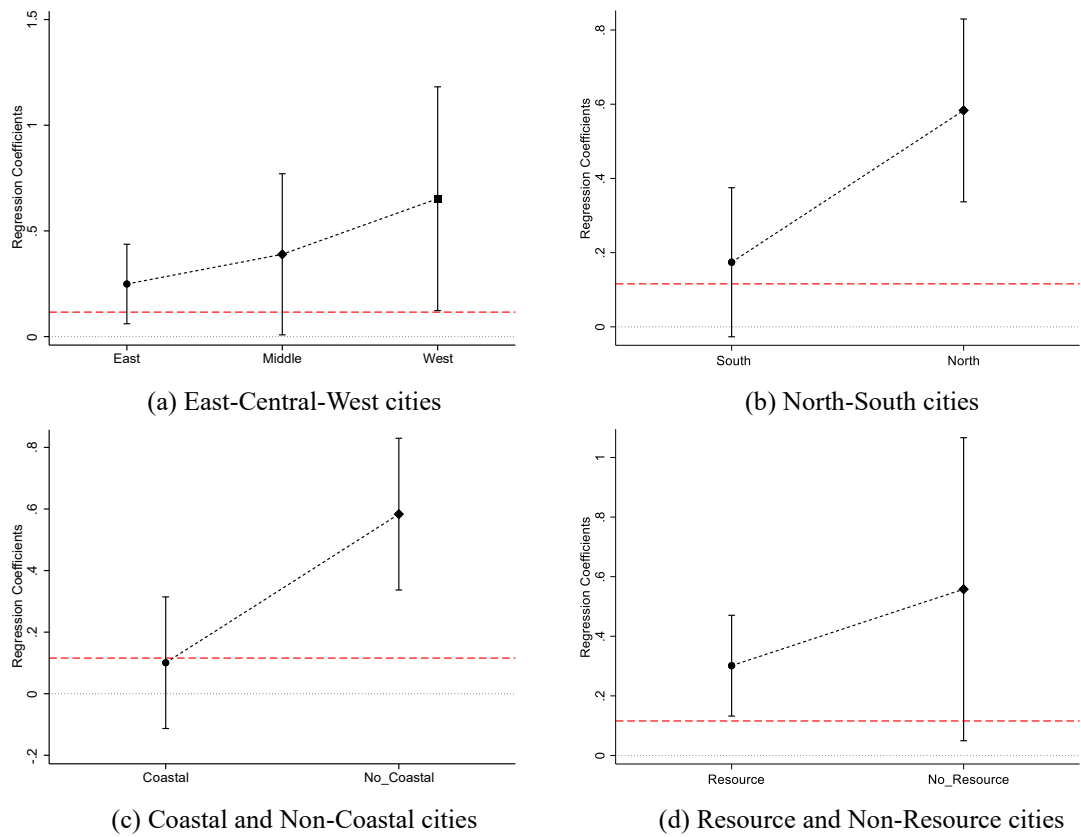 Regression Coefficients
1.5
1
.5
0
East Middle West
(a) East-Central-West cities
Regression Coefficients
.8
.6
.4
.2
0
South North
(b) North-South cities
Regression Coefficients
.8
.6
.4
.2
0
-.2
Coastal No_Coastal
(c) Coastal and Non-Coastal cities
Regression Coefficients
1
.8
.6
.4
.2
0
Resource No_Resource
(d) Resource and Non-Resource cities